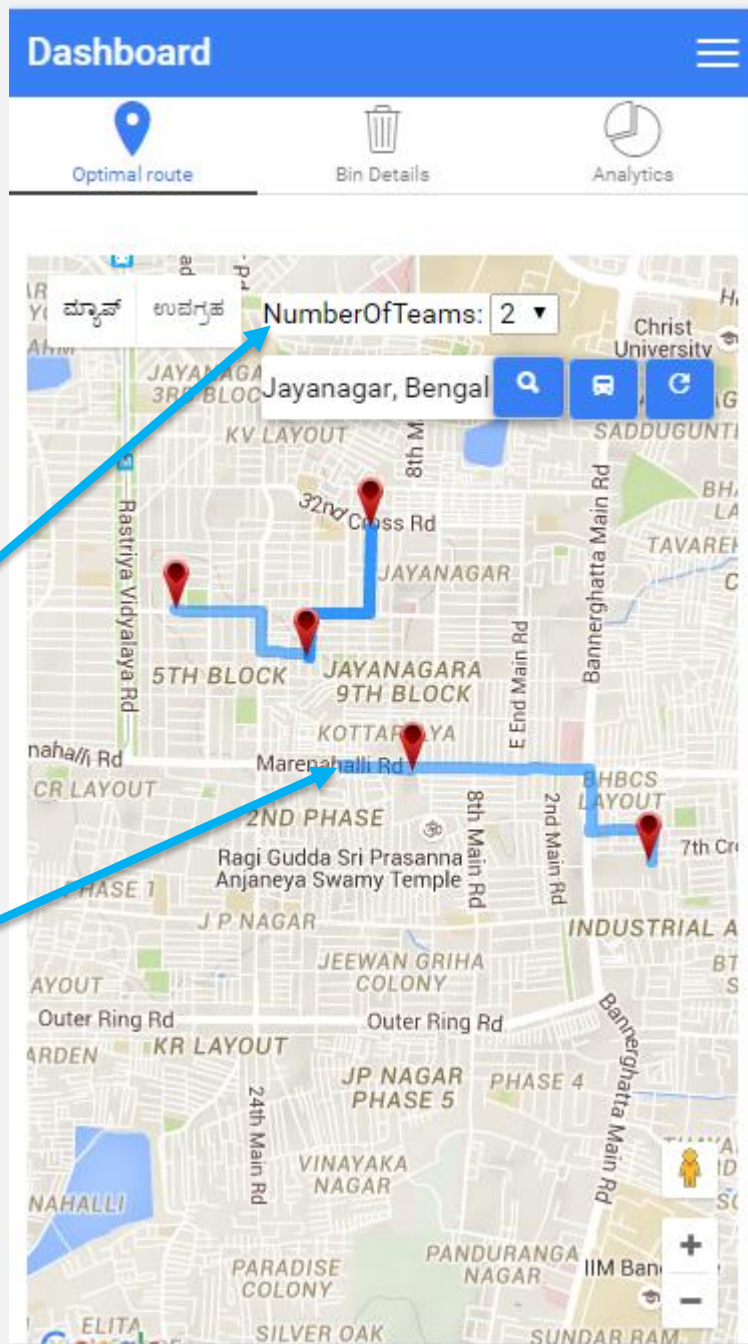 Dashboard
Optimal route
Bin Details
Analytics
ಮ್ಯಾಪ್
ಉಪಗ್ರಹ
NumberOfTeams: 2
Christ
University
Jayanagar, Bengal
KV LAYOUT
8th M
SADDUGUNT
32nd Cross Rd
Rastriya Vidyalaya Rd
Bannerghatta Main Rd
JAYANAGAR
TAVAREK
5TH BLOCK
JAYANAGARA
9TH BLOCK
E End Main Rd
nahalli Rd
Marenahalli Rd
CR LAYOUT
BHBCS
LAYOUT
2ND PHASE
8th Main Rd
2nd Main Rd
7th Cr
Ragi Gudda Sri Prasanna
Anjaneya Swamy Temple
PHASE 1
J P NAGAR
INDUSTRIAL A
JEEWAN GRIHA
COLONY
AYOUT
Outer Ring Rd
Outer Ring Rd
Bannerghatta Main Rd
ARDEN
KR LAYOUT
JP NAGAR
PHASE 5
PHASE 4
24th Main Rd
VINAYAKA
NAGAR
NAHALLI
+
PARADISE
COLONY
PANDURANGA
NAGAR
IIM Ban
−
ELITA
SILVER OAK
SUNDAR RA